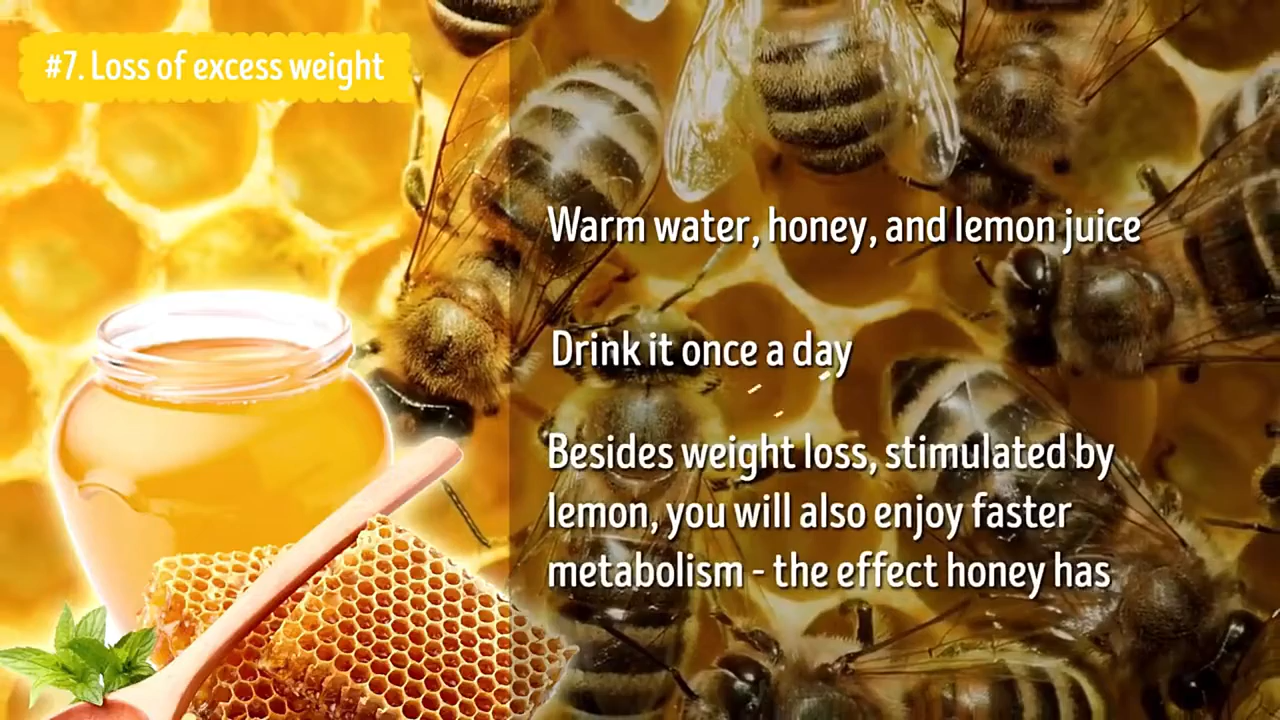 #7. Loss of excess weight
Warm water, honey, and lemon juice
Drink it once a day
Besides weight loss, stimulated by
lemon, you will also enjoy faster
metabolism - the effect honey has